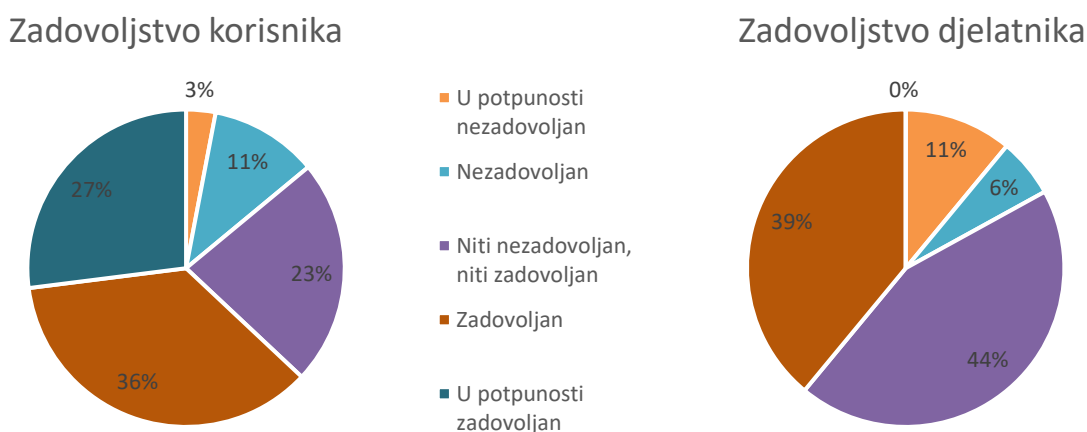 Zadovoljstvo korisnika
3%
11%
23%
36%
27%
U potpunosti
nezadovoljan
Nezadovoljan
Niti nezadovoljan,
niti zadovoljan
Zadovoljan
U potpunosti
zadovoljan
Zadovoljstvo djelatnika
0%
11%
6%
44%
39%